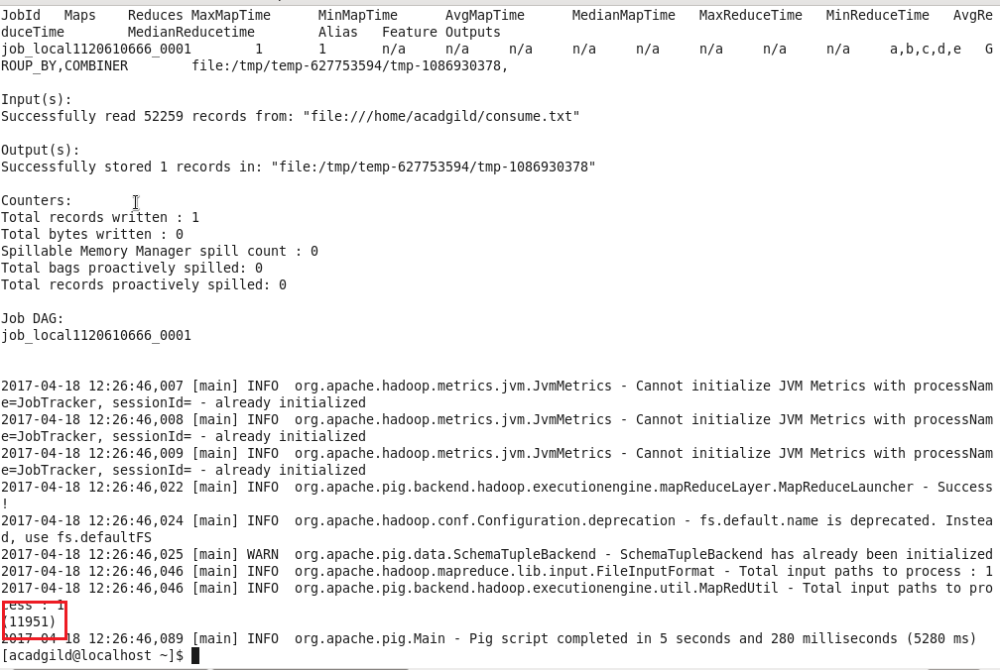 JobId Maps Reduces MaxMapTime MinMapTime AvgMapTime MedianMapTime MaxReduceTime MinReduceTime AvgRe
duceTime MedianReducetime Alias Feature Outputs
job_local1120610666_0001 1 1 n/a n/a n/a n/a n/a n/a n/a n/a a,b,c,d,e G
ROUP_BY,COMBINER file:/tmp/temp-627753594/tmp-1086930378,
Input(s):
Successfully read 52259 records from: "file:///home/acadgild/consume.txt"
Output(s):
Successfully stored 1 records in: "file:/tmp/temp-627753594/tmp-1086930378"
Counters:
Total records written : 1
Total bytes written : 0
Spillable Memory Manager spill count : 0
Total bags proactively spilled: 0
Total records proactively spilled: 0
Job DAG:
job_local1120610666_0001
2017-04-18 12:26:46,007 [main] INFO org.apache.hadoop.metrics.jvm.JvmMetrics - Cannot initialize JVM Metrics with processNam
e=JobTracker, sessionId= - already initialized
2017-04-18 12:26:46,008 [main] INFO org.apache.hadoop.metrics.jvm.JvmMetrics - Cannot initialize JVM Metrics with processNam
e=JobTracker, sessionId= - already initialized
2017-04-18 12:26:46,009 [main] INFO org.apache.hadoop.metrics.jvm.JvmMetrics - Cannot initialize JVM Metrics with processNam
e=JobTracker, sessionId= - already initialized
2017-04-18 12:26:46,022 [main] INFO org.apache.pig.backend.hadoop.executionengine.mapReduceLayer.MapReduceLauncher - Success
!
2017-04-18 12:26:46,024 [main] INFO org.apache.hadoop.conf.Configuration.deprecation - fs.default.name is deprecated. Instea
d, use fs.defaultFS
2017-04-18 12:26:46,025 [main] WARN org.apache.pig.data.SchemaTupleBackend - SchemaTupleBackend has already been initialized
2017-04-18 12:26:46,046 [main] INFO org.apache.hadoop.mapreduce.lib.input.FileInputFormat - Total input paths to process : 1
2017-04-18 12:26:46,046 [main] INFO org.apache.pig.backend.hadoop.executionengine.util.MapRedUtil - Total input paths to pro
cess : 1
(11951)
2017-04-18 12:26:46,089 [main] INFO org.apache.pig.Main - Pig script completed in 5 seconds and 280 milliseconds (5280 ms)
[acadgild@localhost ~]$